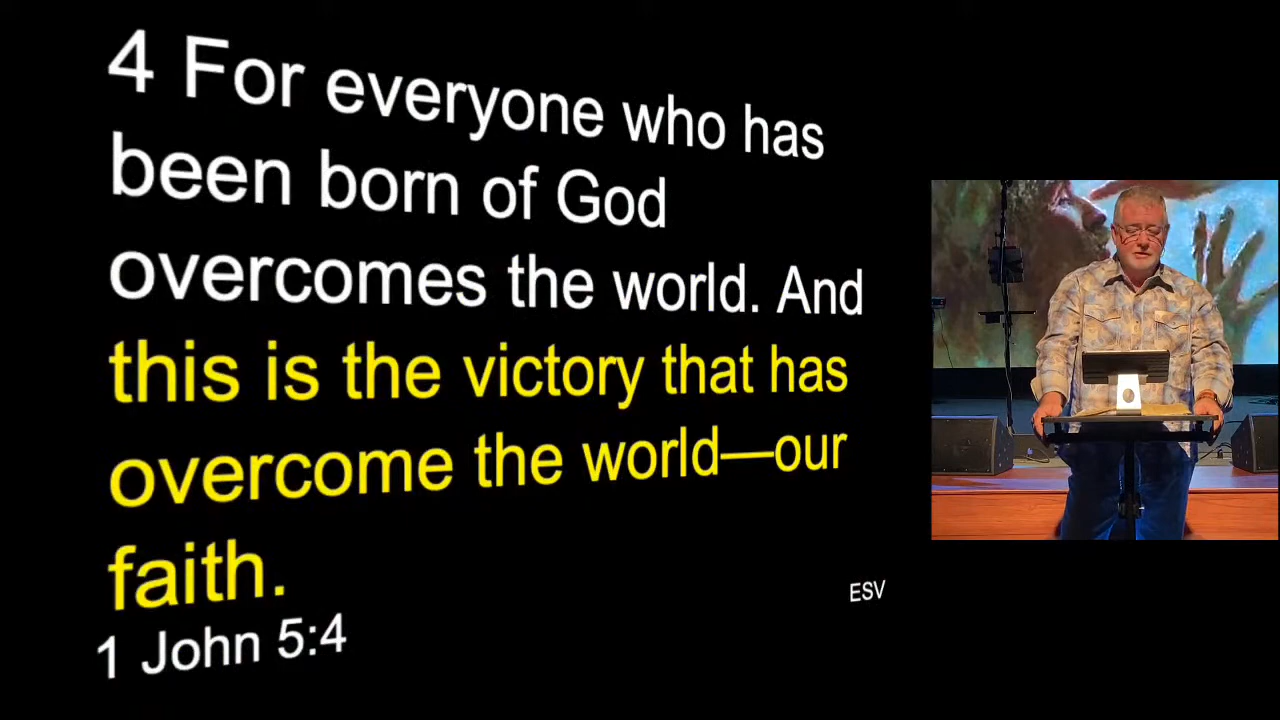 4 For everyone who has
been born of God
overcomes the world. And
this is the victory that has
overcome the world—our
faith.
ESV
1 John 5:4